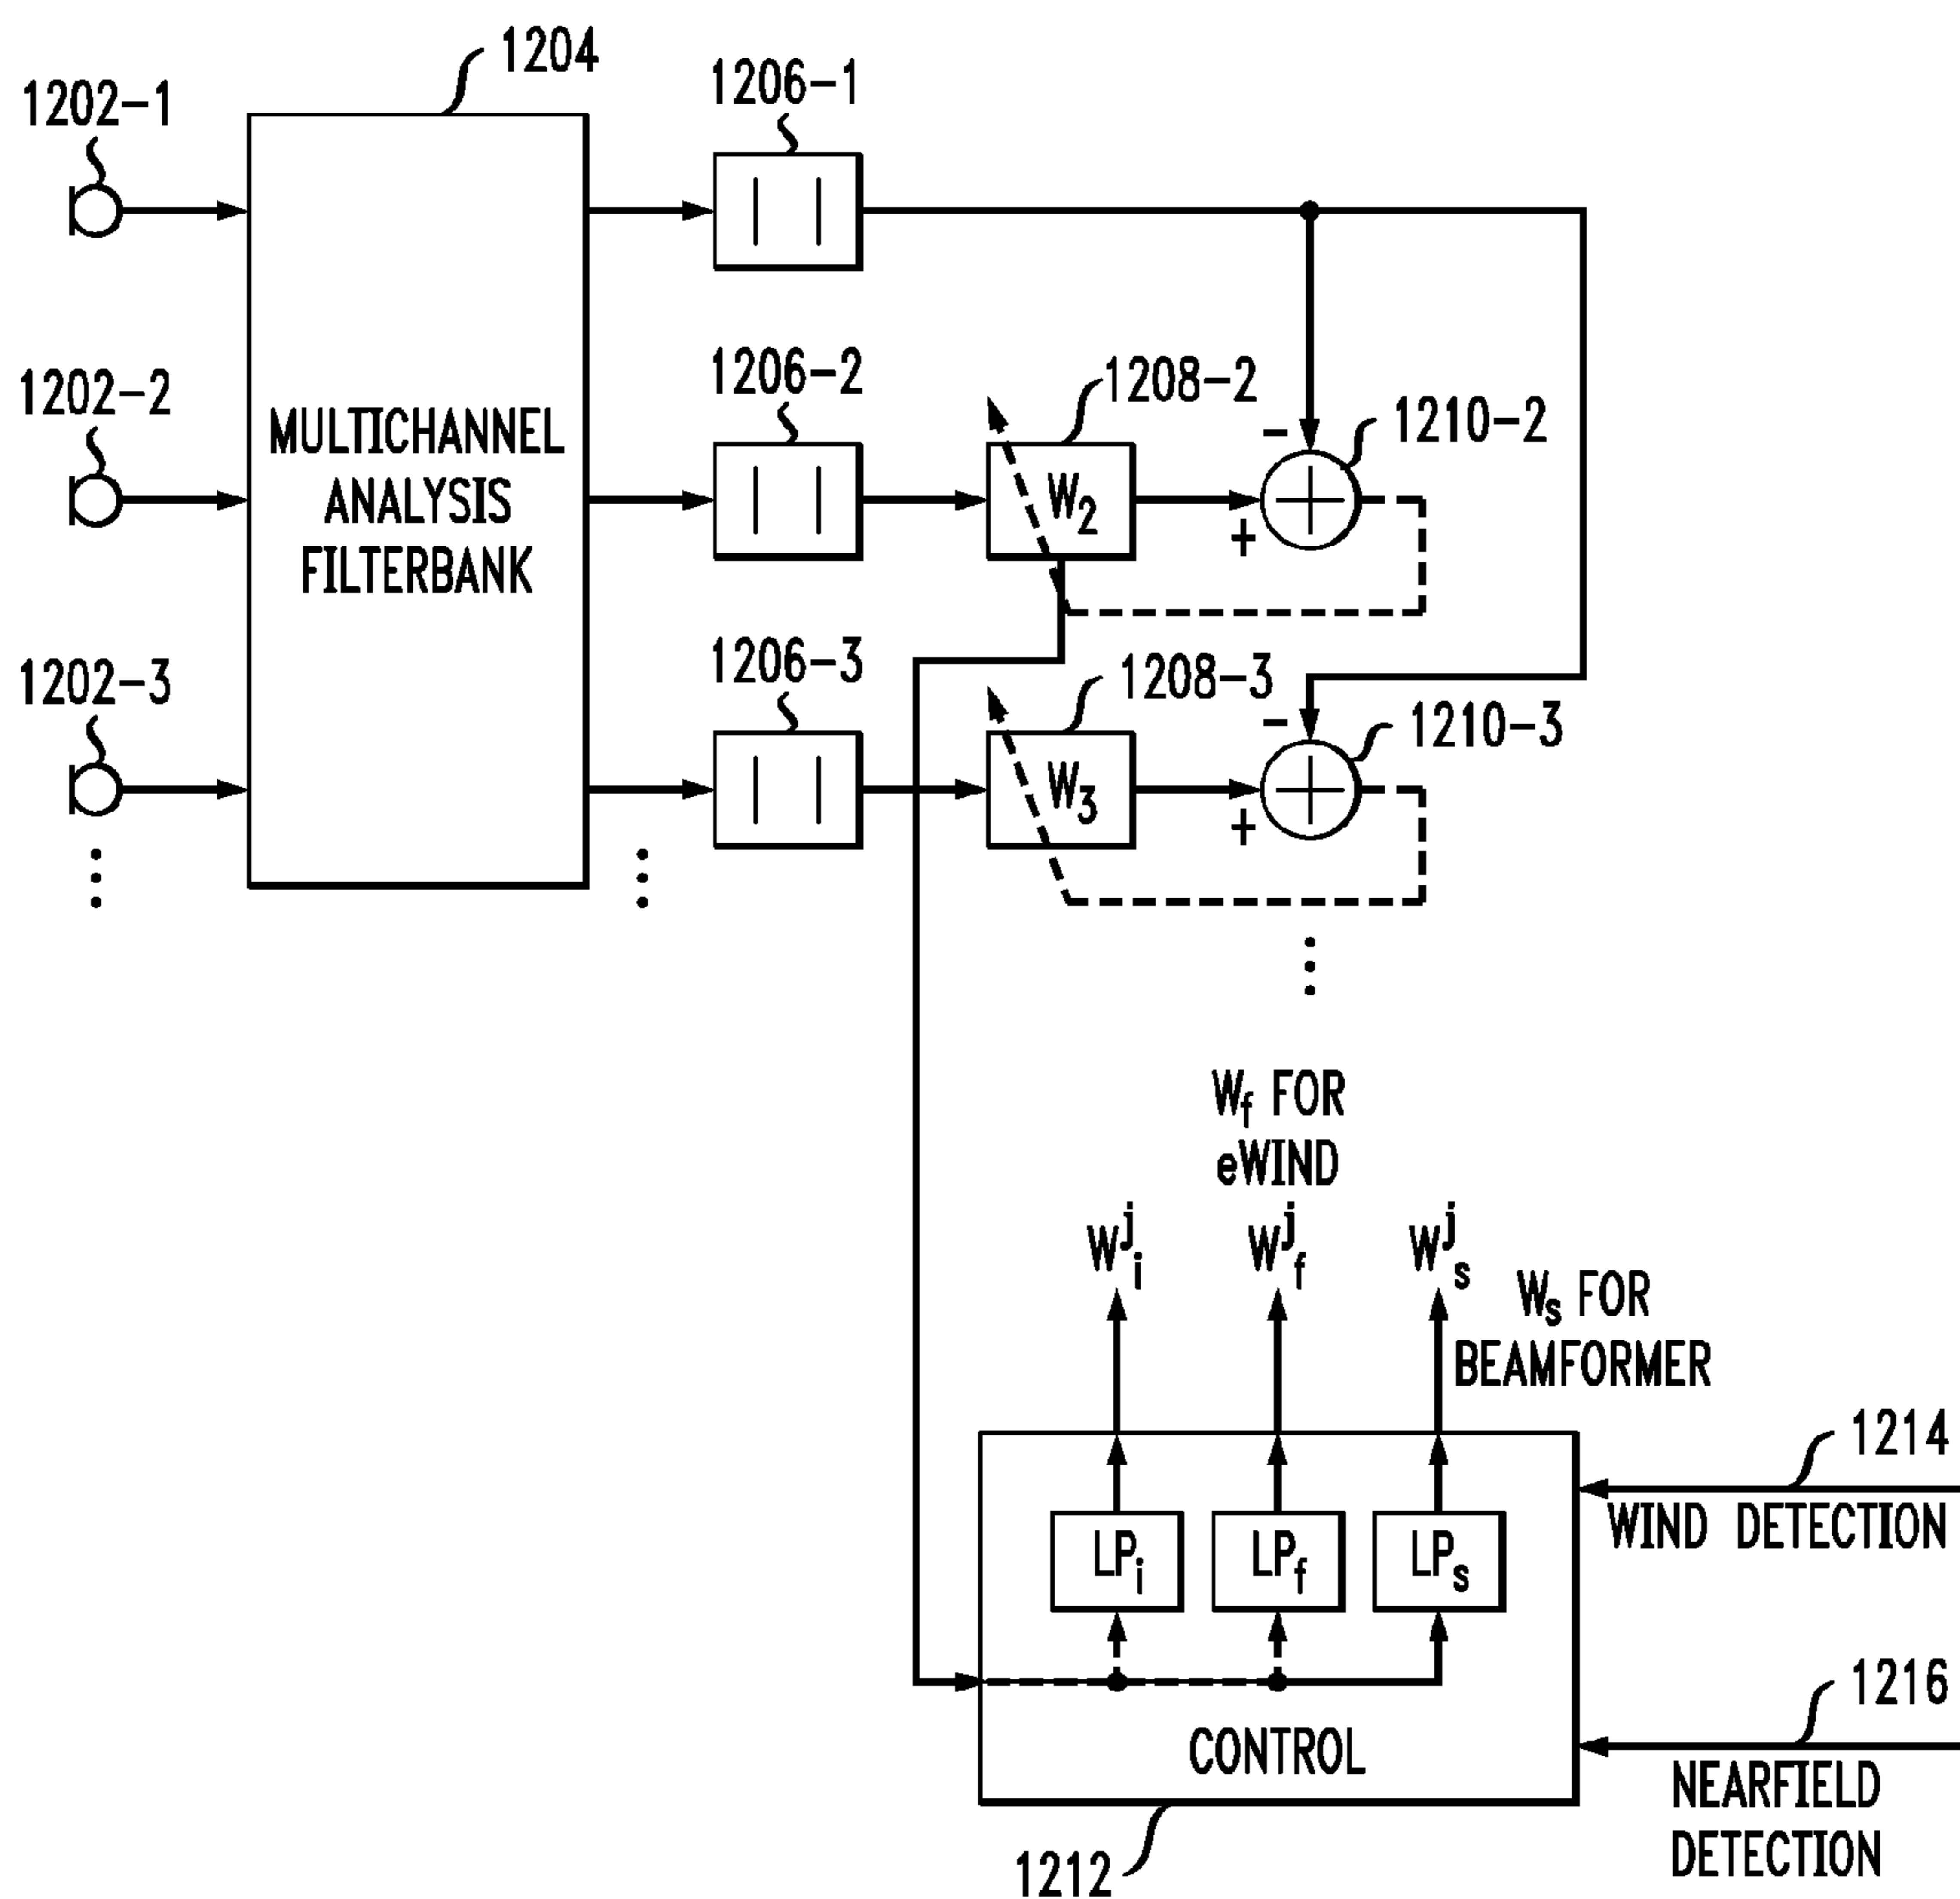 1204
1206-1
1202-1
1206-2
1208-2
1202-2
1210-2
MULTICHANNEL
ANALYSIS
FILTERBANK
-
W2
+
1206-3
1208-3
1202-3
1210-3
-
W3
+
Wf FOR
eWIND
Wji
Wjf
Wjs
Ws FOR
BEAMFORMER
1214
WIND DETECTION
LPi
LPf
LPs
1216
CONTROL
NEARFIELD
DETECTION
1212